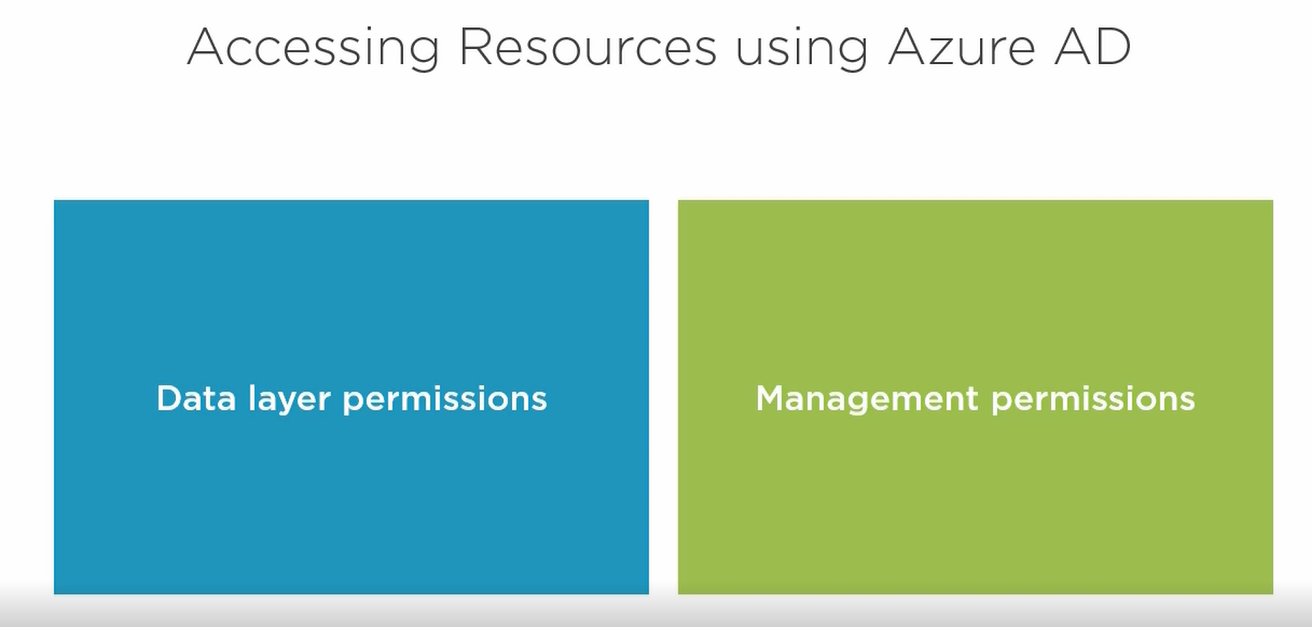 Accessing Resources using Azure AD
Data layer permissions
Management permissions